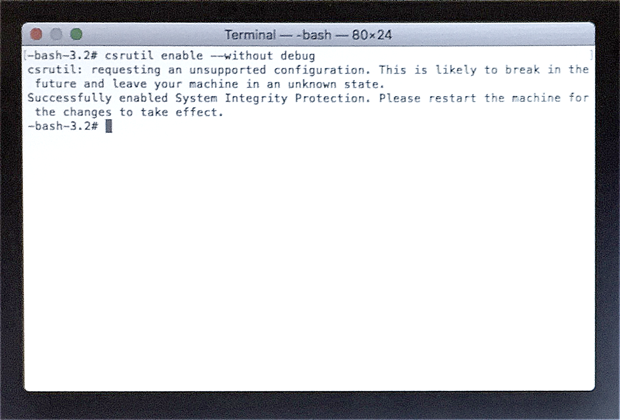 Terminal — -bash — 80×24
[-bash-3.2# csrutil enable --without debug ]
csrutil: requesting an unsupported configuration. This is likely to break in the
future and leave your machine in an unknown state.
Successfully enabled System Integrity Protection. Please restart the machine for
the changes to take effect.
-bash-3.2#